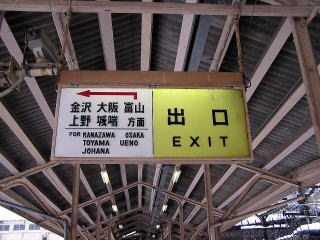 金沢 大阪 富山
上野 城端 方面
FOR KANAZAWA OSAKA
TOYAMA UENO
JOHANA
出口
EXIT